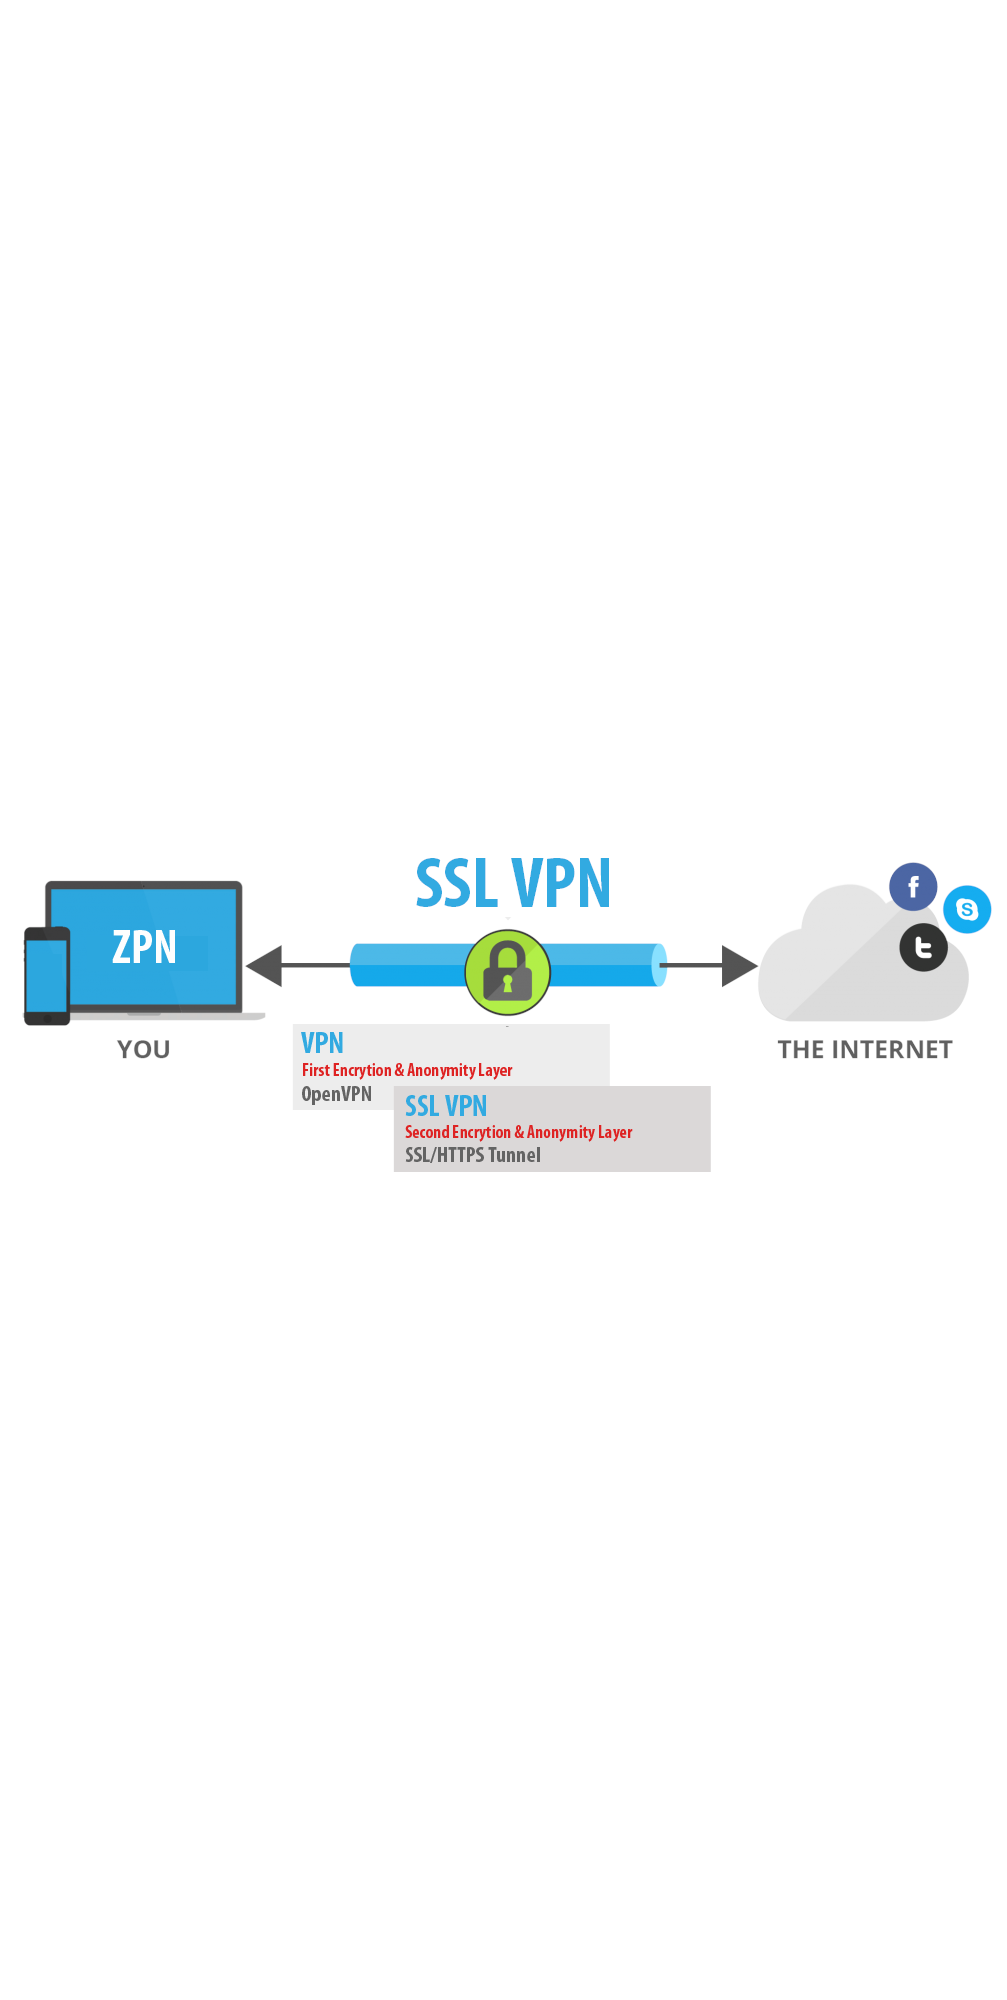 SSL VPN
ZPN
YOU
THE INTERNET
VPN
First Encrytion & Anonymity Layer
OpenVPN
SSL VPN
Second Encrytion & Anonymity Layer
SSL/HTTPS Tunnel